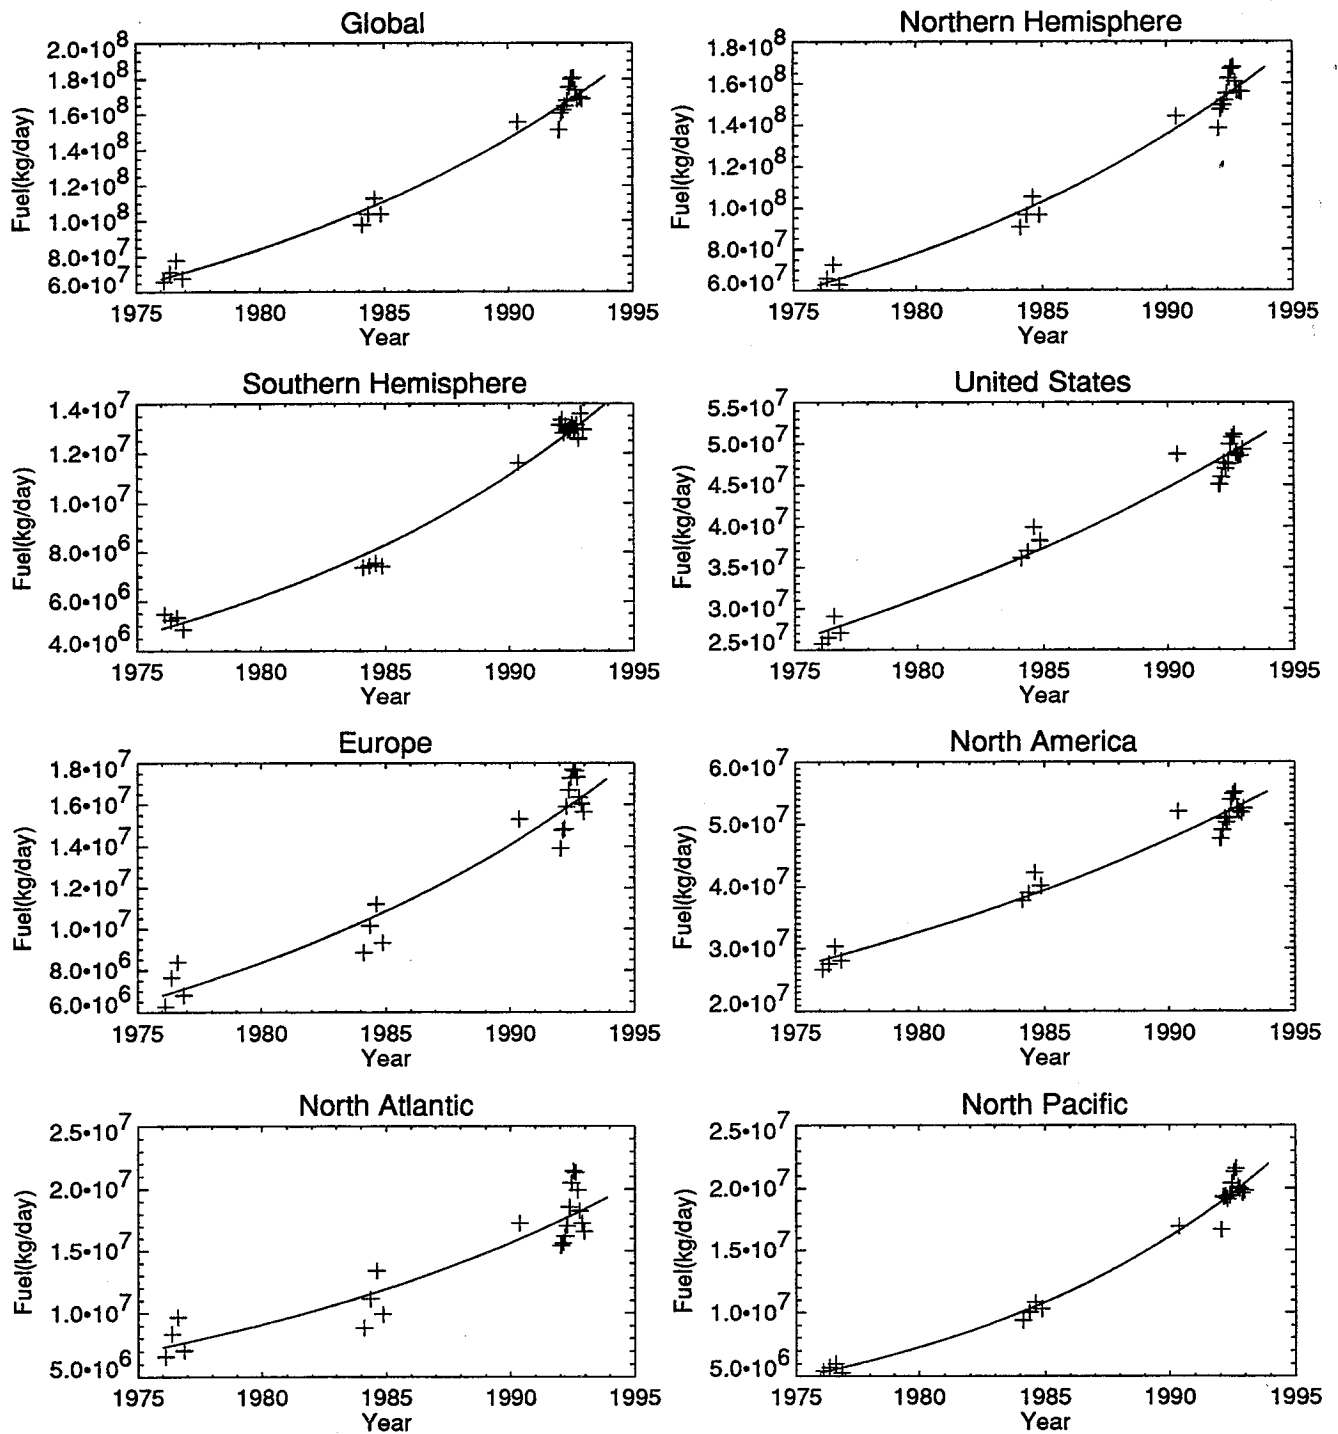 Global
Fuel(kg/day)
2.0•10⁸
1.8•10⁸
1.6•10⁸
1.4•10⁸
1.2•10⁸
1.0•10⁸
8.0•10⁷
6.0•10⁷
1975 1980 1985 1990 1995
Year
Northern Hemisphere
Fuel(kg/day)
1.8•10⁸
1.6•10⁸
1.4•10⁸
1.2•10⁸
1.0•10⁸
8.0•10⁷
6.0•10⁷
1975 1980 1985 1990 1995
Year
Southern Hemisphere
Fuel(kg/day)
1.4•10⁷
1.2•10⁷
1.0•10⁷
8.0•10⁶
6.0•10⁶
4.0•10⁶
1975 1980 1985 1990 1995
Year
United States
Fuel(kg/day)
5.5•10⁷
5.0•10⁷
4.5•10⁷
4.0•10⁷
3.5•10⁷
3.0•10⁷
2.5•10⁷
1975 1980 1985 1990 1995
Year
Europe
Fuel(kg/day)
1.8•10⁷
1.6•10⁷
1.4•10⁷
1.2•10⁷
1.0•10⁷
8.0•10⁶
6.0•10⁶
1975 1980 1985 1990 1995
Year
North America
Fuel(kg/day)
6.0•10⁷
5.0•10⁷
4.0•10⁷
3.0•10⁷
2.0•10⁷
1975 1980 1985 1990 1995
Year
North Atlantic
Fuel(kg/day)
2.5•10⁷
2.0•10⁷
1.5•10⁷
1.0•10⁷
5.0•10⁶
1975 1980 1985 1990 1995
Year
North Pacific
Fuel(kg/day)
2.5•10⁷
2.0•10⁷
1.5•10⁷
1.0•10⁷
5.0•10⁶
1975 1980 1985 1990 1995
Year